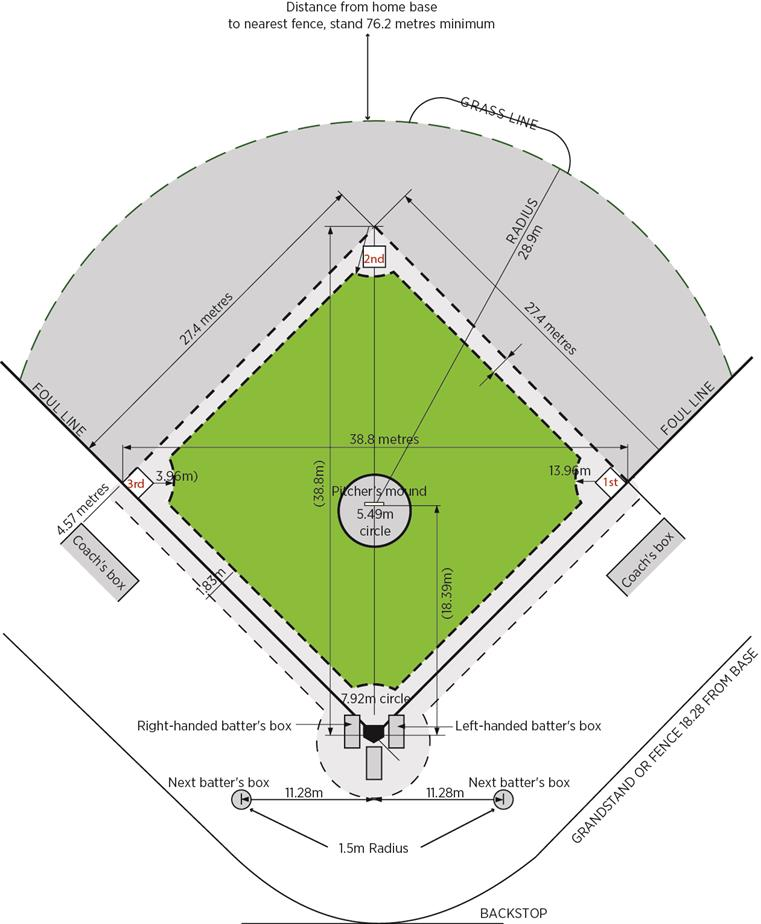 Distance from home base
to nearest fence, stand 76.2 metres minimum
GRASS LINE
RADIUS
28.9m
2nd
27.4 metres
27.4 metres
FOUL LINE
FOUL LINE
38.8 metres
3rd
3.96m)
13.96m
1st
(38.8m)
Pitcher's mound
5.49m
circle
4.57 metres
Coach's box
Coach's box
1.83m
(18.39m)
7.92m circle
Right-handed batter's box
Left-handed batter's box
Next batter's box
Next batter's box
11.28m
11.28m
1.5m Radius
GRANDSTAND OR FENCE 18.28 FROM BASE
BACKSTOP